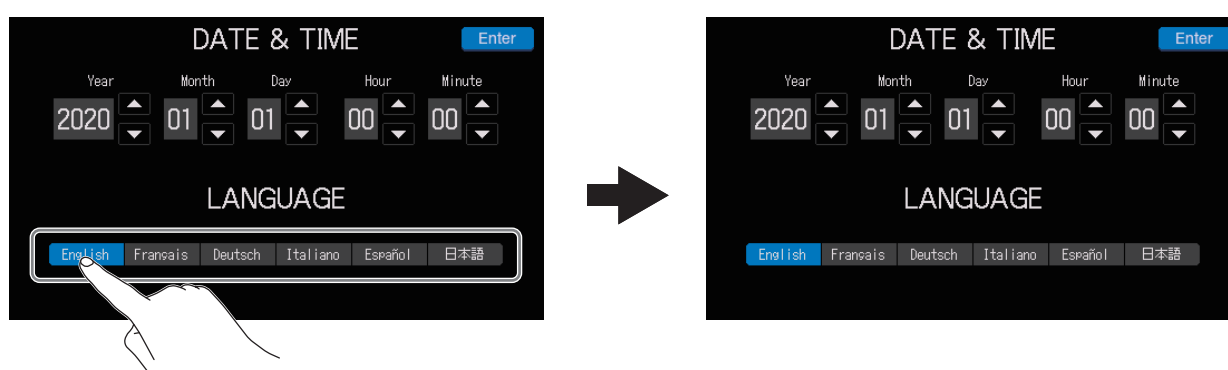 DATE & TIME Enter
Year Month Day Hour Minute
2020 01 01 00 00
LANGUAGE
English Français Deutsch Italiano Español 日本語
DATE & TIME Enter
Year Month Day Hour Minute
2020 01 01 00 00
LANGUAGE
English Français Deutsch Italiano Español 日本語